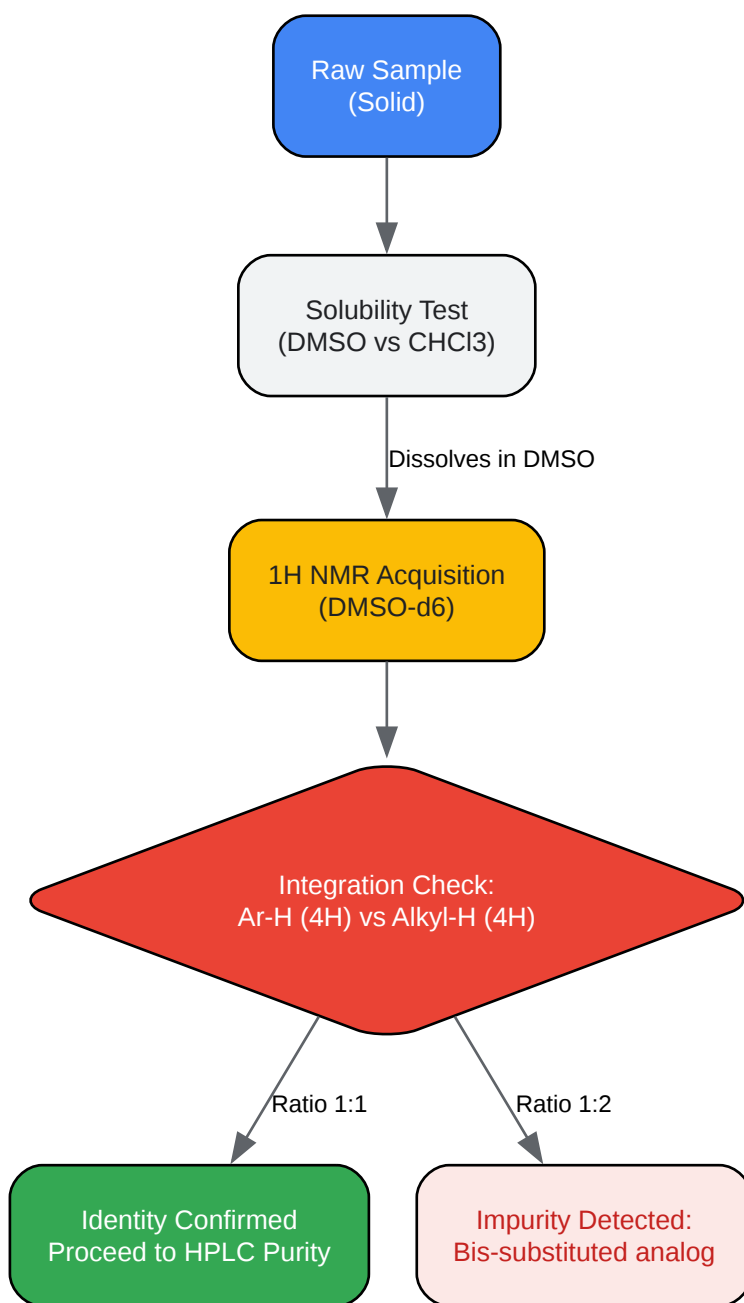 Raw Sample
(Solid)
Solubility Test
(DMSO vs CHCl3)
Dissolves in DMSO
1H NMR Acquisition
(DMSO-d6)
Integration Check:
Ar-H (4H) vs Alkyl-H (4H)
Ratio 1:1
Ratio 1:2
Identity Confirmed
Proceed to HPLC Purity
Impurity Detected:
Bis-substituted analog